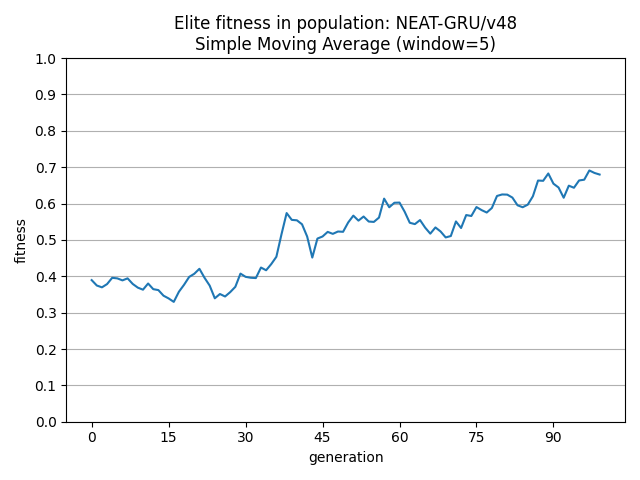 Elite fitness in population: NEAT-GRU/v48
Simple Moving Average (window=5)
fitness
1.0
0.9
0.8
0.7
0.6
0.5
0.4
0.3
0.2
0.1
0.0
0 15 30 45 60 75 90
generation